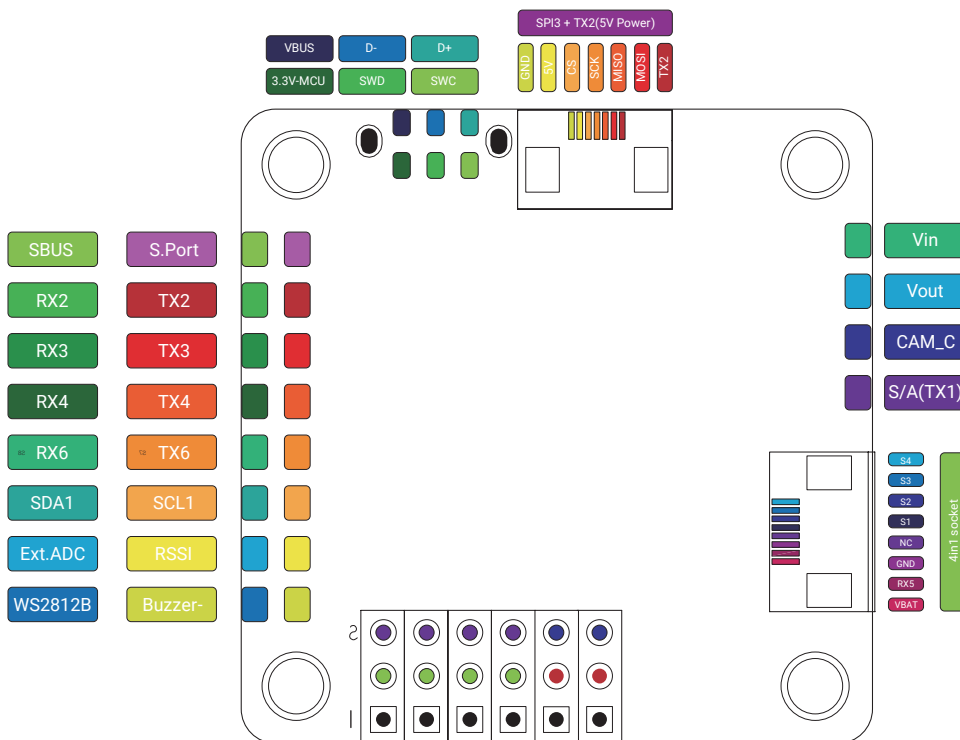 SPI3 + TX2(5V Power)
VBUS D- D+
3.3V-MCU SWD SWC
GND 5V CS SCK MISO MOSI TX2
SBUS S.Port
RX2 TX2
RX3 TX3
RX4 TX4
RX6 TX6
SDA1 SCL1
Ext.ADC RSSI
WS2812B Buzzer-
Vin
Vout
CAM_C
S/A(TX1)
S4
S3
S2
S1
NC
GND
RX5
VBAT
4in1 socket
S